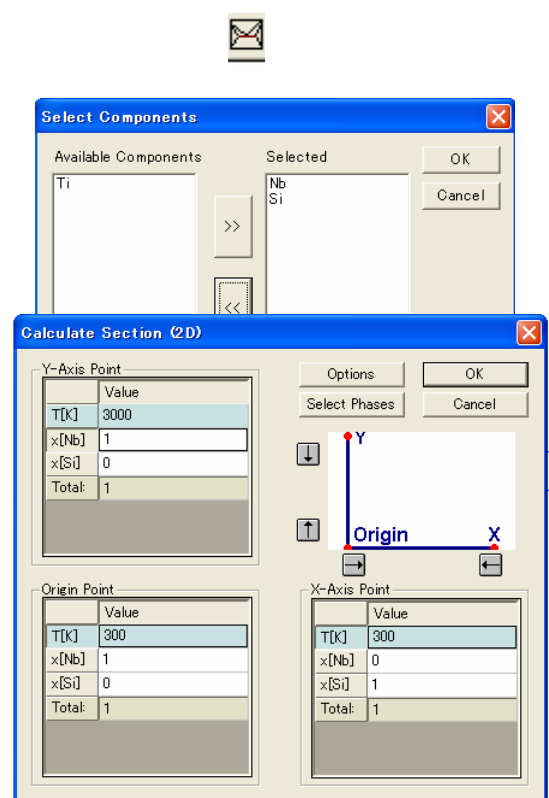 Select Components
Available Components
Selected
OK
Ti
Nb
Si
Cancel
>>
<<
Calculate Section (2D)
Y-Axis Point
Value
T[K] 3000
x[Nb] 1
x[Si] 0
Total: 1
Options
OK
Select Phases
Cancel
Y
Origin
X
Origin Point
Value
T[K] 300
x[Nb] 1
x[Si] 0
Total: 1
X-Axis Point
Value
T[K] 300
x[Nb] 0
x[Si] 1
Total: 1